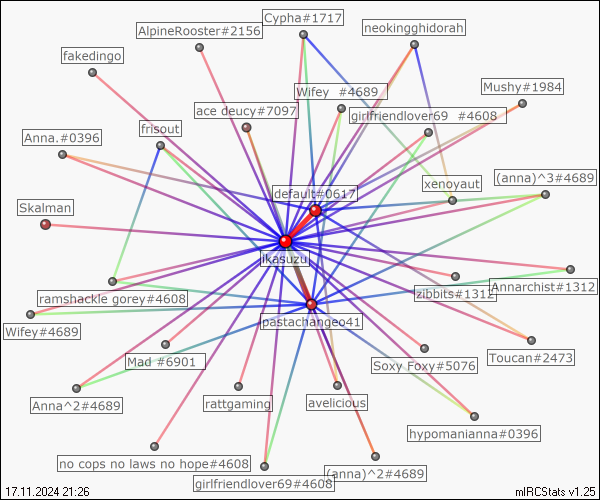 Cypha#1717
AlpineRooster#2156
neokingghidorah
fakedingo
Wifey #4689
Mushy#1984
ace deucy#7097
girlfriendlover69 #4608
frisout
Anna.#0396
(anna)^3#4689
xenoyaut
default#0617
Skalman
ikasuzu
Annarchist#1312
zibbits#1312
ramshackle gorey#4608
pastachangeo41
Wifey#4689
Toucan#2473
Mad #6901
Soxy Foxy#5076
rattgaming
avelicious
Anna^2#4689
hypomanianna#0396
no cops no laws no hope#4608
(anna)^2#4689
girlfriendlover69#4608
17.11.2024 21:26
mIRCStats v1.25